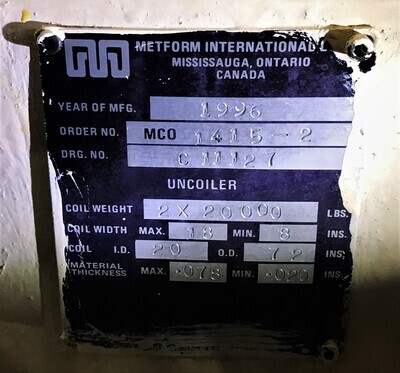 METFORM INTERNATIONAL
MISSISSAUGA, ONTARIO
CANADA
YEAR OF MFG. 1996
ORDER NO. MCO 1415-2
DRG. NO. C 11127
UNCOILER
COIL WEIGHT 2 X 20000 LBS.
COIL WIDTH MAX. 18 MIN. 8 INS.
COIL I.D. 20 O.D. 72 INS.
MATERIAL THICKNESS MAX. .078 MIN. .020 INS.